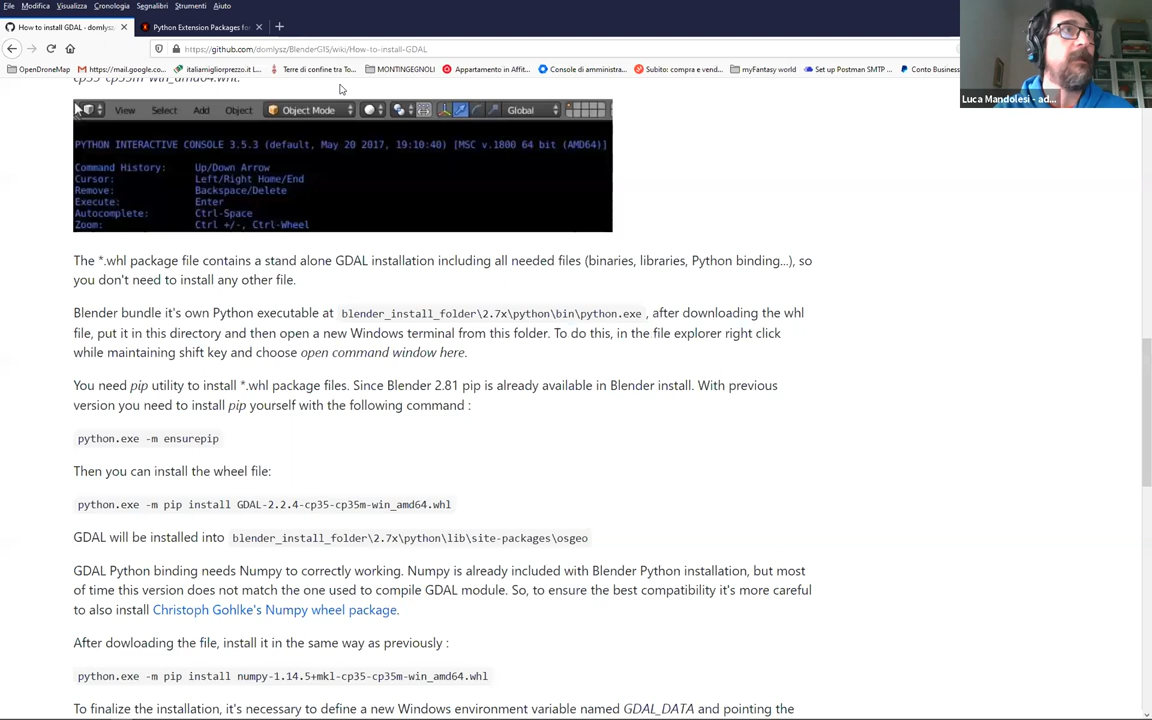 File Modifica Visualizza Cronologia Segnalibri Strumenti Aiuto
How to install GDAL · domlysz × Python Extension Packages for × +
https://github.com/domlysz/BlenderGIS/wiki/How-to-install-GDAL
OpenDroneMap https://mail.google.co... italiamigliorprezzo.it L... Terre di confine tra To... MONTINGEGNOLI Appartamento in Affit... Console di amministra... Subito: compra e vend... myFantasy world Set up Postman SMTP ... Conto Business
Luca Mandolesi - ad...
cp35-cp35m-win_amd64.whl.
View Select Add Object Object Mode Global
PYTHON INTERACTIVE CONSOLE 3.5.3 (default, May 20 2017, 19:10:40) [MSC v.1800 64 bit (AMD64)]
Command History: Up/Down Arrow
Cursor: Left/Right Home/End
Remove: Backspace/Delete
Execute: Enter
Autocomplete: Ctrl-Space
Zoom: Ctrl +/-, Ctrl-Wheel
The *.whl package file contains a stand alone GDAL installation including all needed files (binaries, libraries, Python binding...), so
you don't need to install any other file.
Blender bundle it's own Python executable at blender_install_folder\2.7x\python\bin\python.exe , after downloading the whl
file, put it in this directory and then open a new Windows terminal from this folder. To do this, in the file explorer right click
while maintaining shift key and choose open command window here.
You need pip utility to install *.whl package files. Since Blender 2.81 pip is already available in Blender install. With previous
version you need to install pip yourself with the following command :
python.exe -m ensurepip
Then you can install the wheel file:
python.exe -m pip install GDAL-2.2.4-cp35-cp35m-win_amd64.whl
GDAL will be installed into blender_install_folder\2.7x\python\lib\site-packages\osgeo
GDAL Python binding needs Numpy to correctly working. Numpy is already included with Blender Python installation, but most
of time this version does not match the one used to compile GDAL module. So, to ensure the best compatibility it's more careful
to also install Christoph Gohlke's Numpy wheel package.
After dowloading the file, install it in the same way as previously :
python.exe -m pip install numpy-1.14.5+mkl-cp35-cp35m-win_amd64.whl
To finalize the installation, it's necessary to define a new Windows environment variable named GDAL_DATA and pointing the